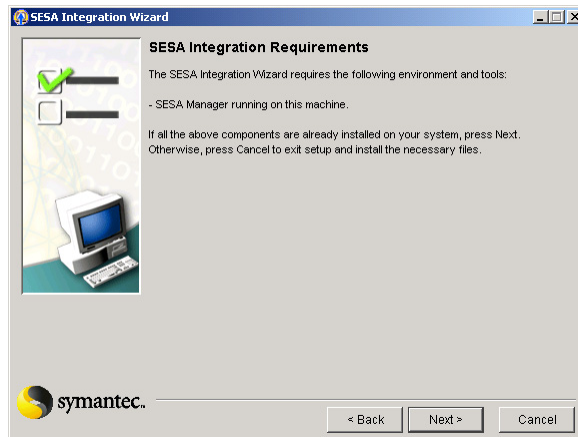 SESA Integration Wizard
SESA Integration Requirements
The SESA Integration Wizard requires the following environment and tools:
- SESA Manager running on this machine.
If all the above components are already installed on your system, press Next.
Otherwise, press Cancel to exit setup and install the necessary files.
symantec™
< Back
Next >
Cancel